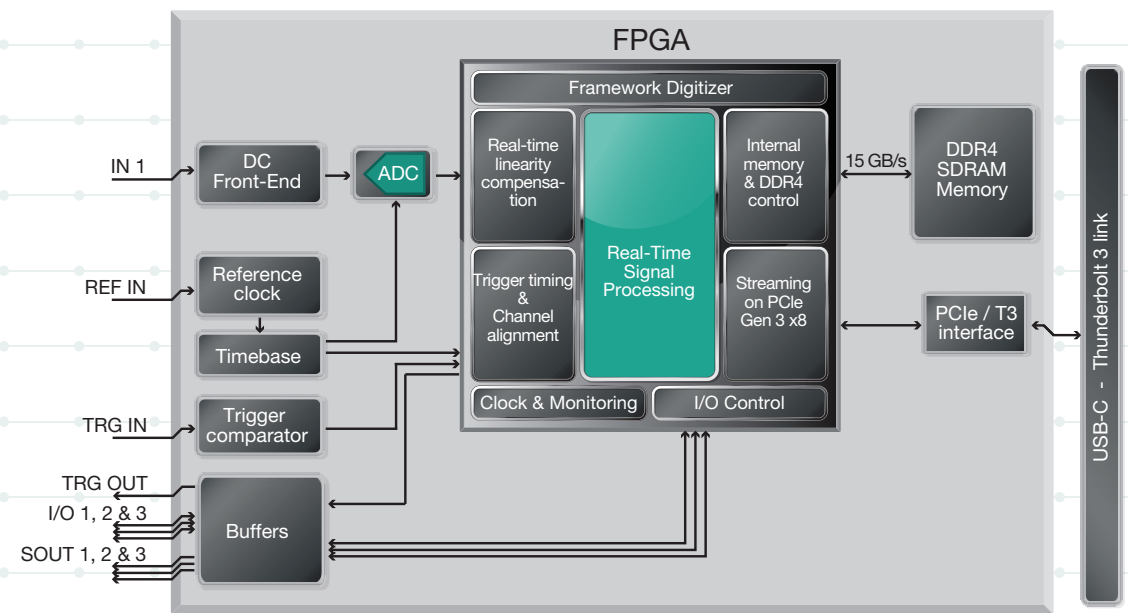 FPGA
Framework Digitizer
IN 1
DC
Front-End
ADC
Real-time
linearity
compensa-
tion
Internal
memory
& DDR4
control
15 GB/s
DDR4
SDRAM
Memory
Real-Time
Signal
Processing
REF IN
Reference
clock
Timebase
Trigger timing
&
Channel
alignment
Streaming
on PCIe
Gen 3 x8
PCIe / T3
interface
USB-C - Thunderbolt 3 link
Clock & Monitoring
I/O Control
TRG IN
Trigger
comparator
TRG OUT
I/O 1, 2 & 3
SOUT 1, 2 & 3
Buffers